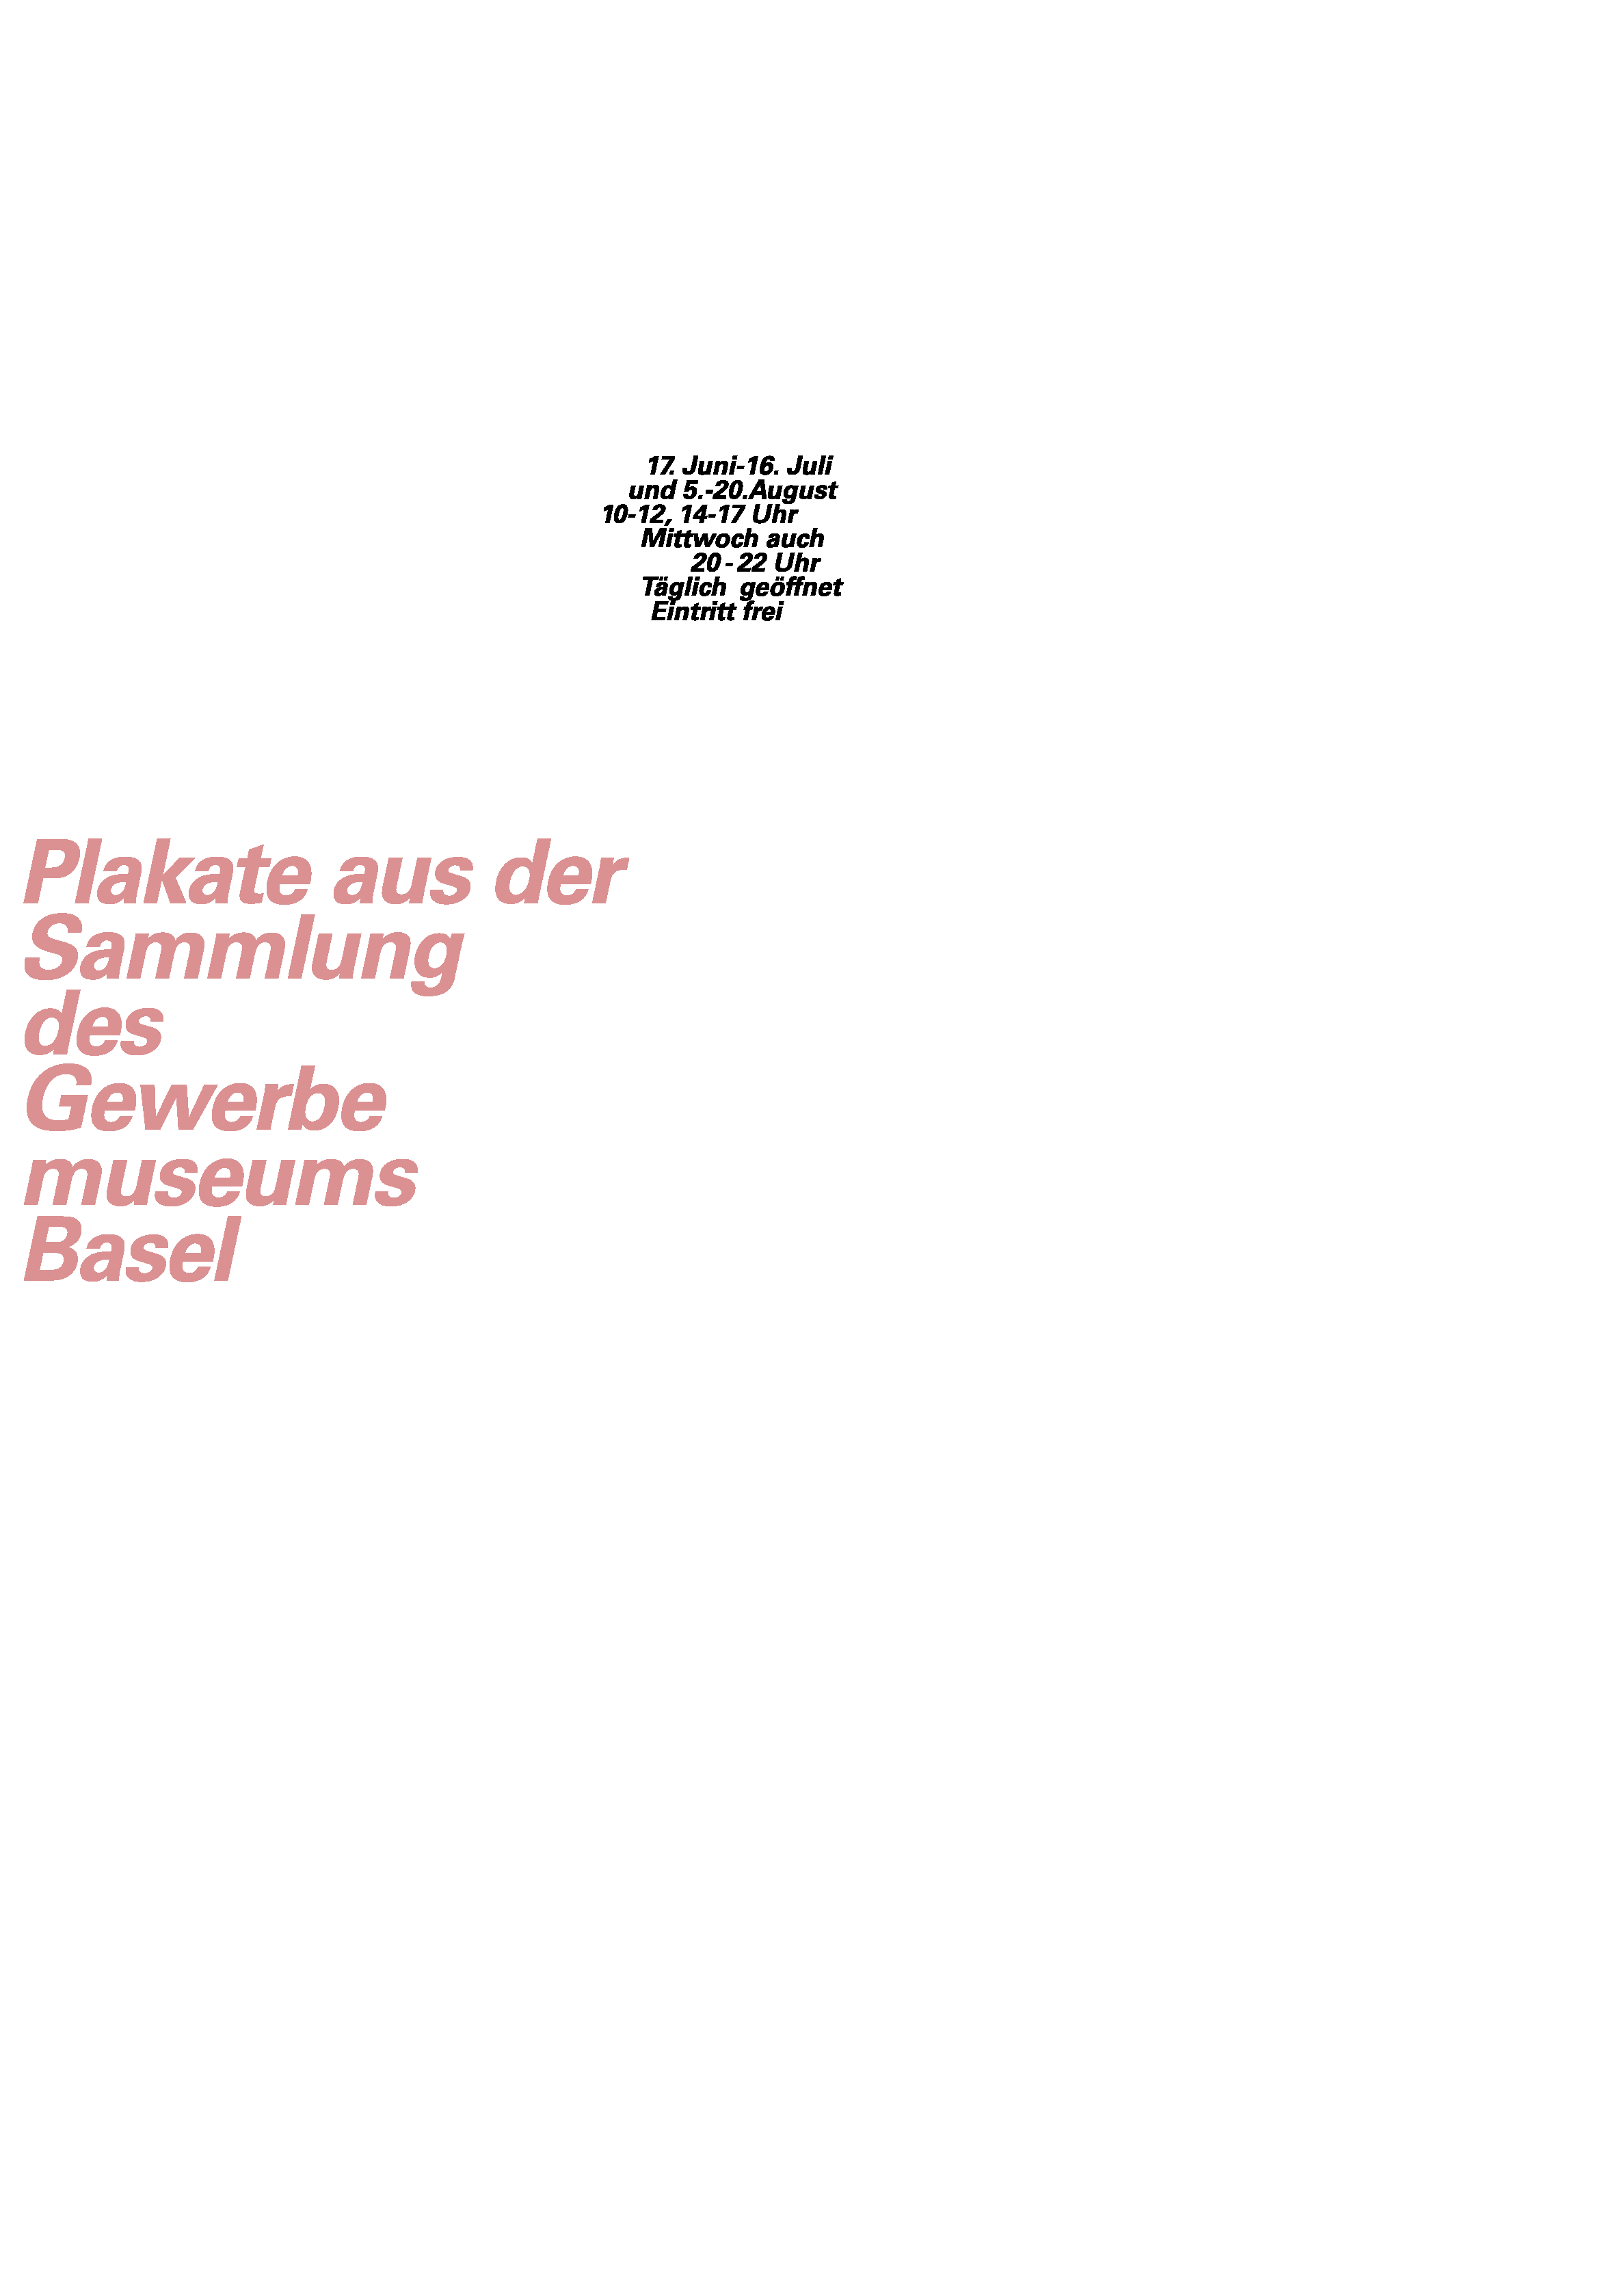 17. Juni-16. Juli
und 5.-20.August
10-12, 14-17 Uhr
Mittwoch auch
20 - 22 Uhr
Täglich geöffnet
Eintritt frei
Plakate aus der
Sammlung
des
Gewerbe
museums
Basel